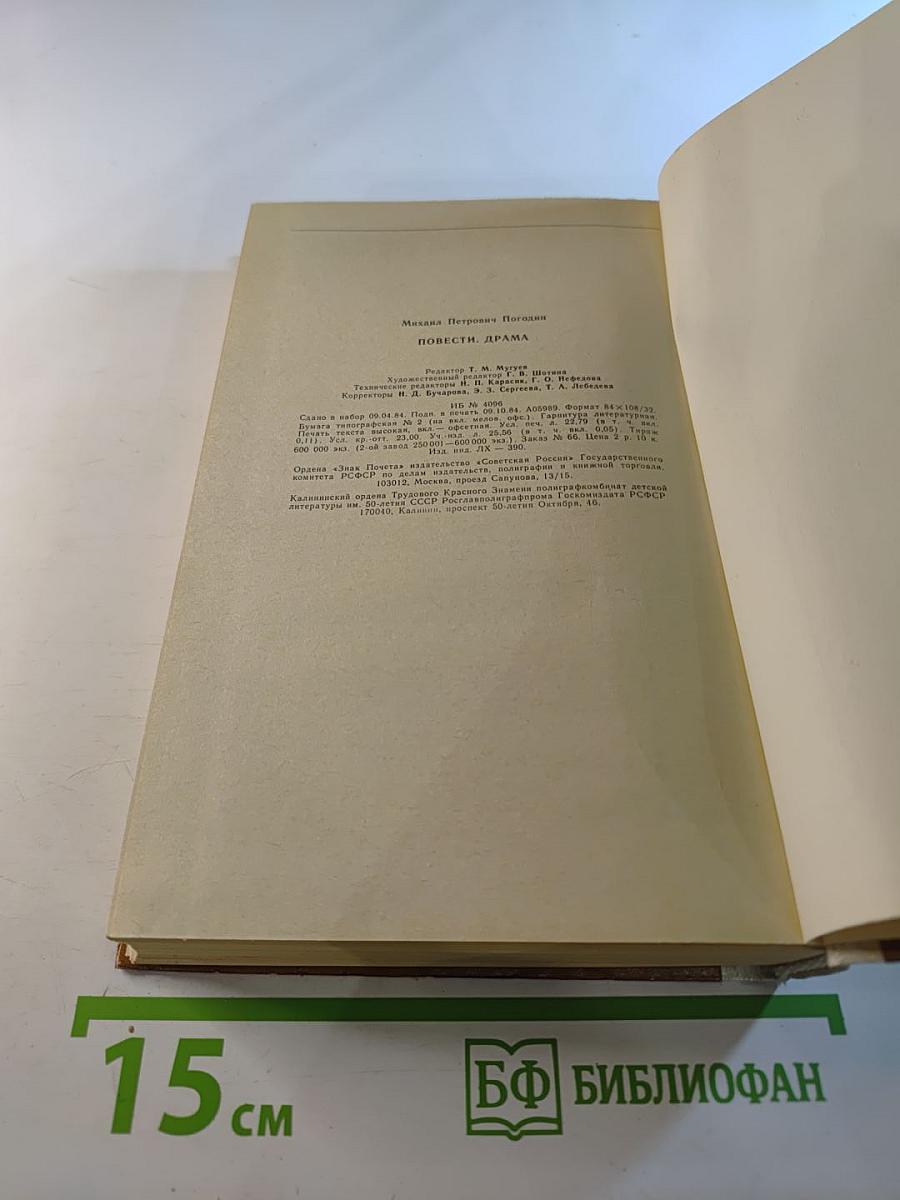 Михаил Петрович Погодин
ПОВЕСТИ. ДРАМА
Редактор Т. М. Мугуев
Художественный редактор Г. В. Шотина
Технические редакторы Н. П. Карасик, Г. О. Нефедова
Корректоры Н. Д. Бучарова, Э. З. Сергеева, Т. А. Лебедева
ИБ № 4096
Сдано в набор 09.04.84. Подп. в печать 09.10.84. А05989. Формат 84×108/32.
Бумага типографская № 2 (на вкл. мелов. офс.). Гарнитура литературная.
Печать текста высокая, вкл.— офсетная. Усл. печ. л. 22,79 (в т. ч. вкл.
0,11). Усл. кр.-отт. 23,00. Уч.-изд. л. 25,56 (в т. ч. вкл. 0,05). Тираж
600 000 экз. (2-ой завод 250 001—600 000 экз.). Заказ № 66. Цена 2 р. 10 к.
Изд. инд. ЛХ — 390.
Ордена «Знак Почета» издательство «Советская Россия» Государственного
комитета РСФСР по делам издательств, полиграфии и книжной торговли.
103012, Москва, проезд Сапунова, 13/15.
Калининский ордена Трудового Красного Знамени полиграфкомбинат детской
литературы им. 50-летия СССР Росглавполиграфпрома Госкомиздата РСФСР
170040, Калинин, проспект 50-летия Октября, 46.
15 см
БФ БИБЛИОФАН